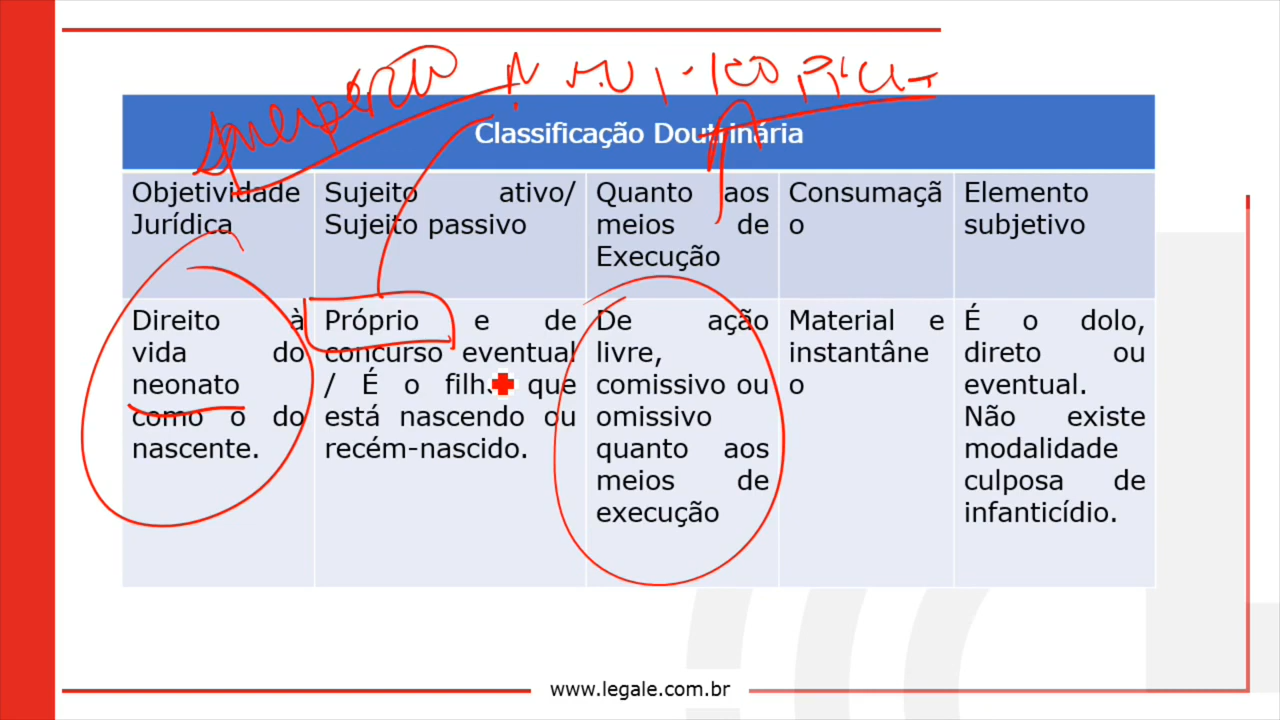 Classificação Doutrinária
Objetividade
Jurídica
Sujeito ativo/
Sujeito passivo
Quanto aos
meios de
Execução
Consumaçã
o
Elemento
subjetivo
Direito à
vida do
neonato
como o do
nascente.
Próprio e de
concurso eventual
/ É o filho que
está nascendo ou
recém-nascido.
De ação
livre,
comissivo ou
omissivo
quanto aos
meios de
execução
Material e
instantâne
o
É o dolo,
direto ou
eventual.
Não existe
modalidade
culposa de
infanticídio.
www.legale.com.br